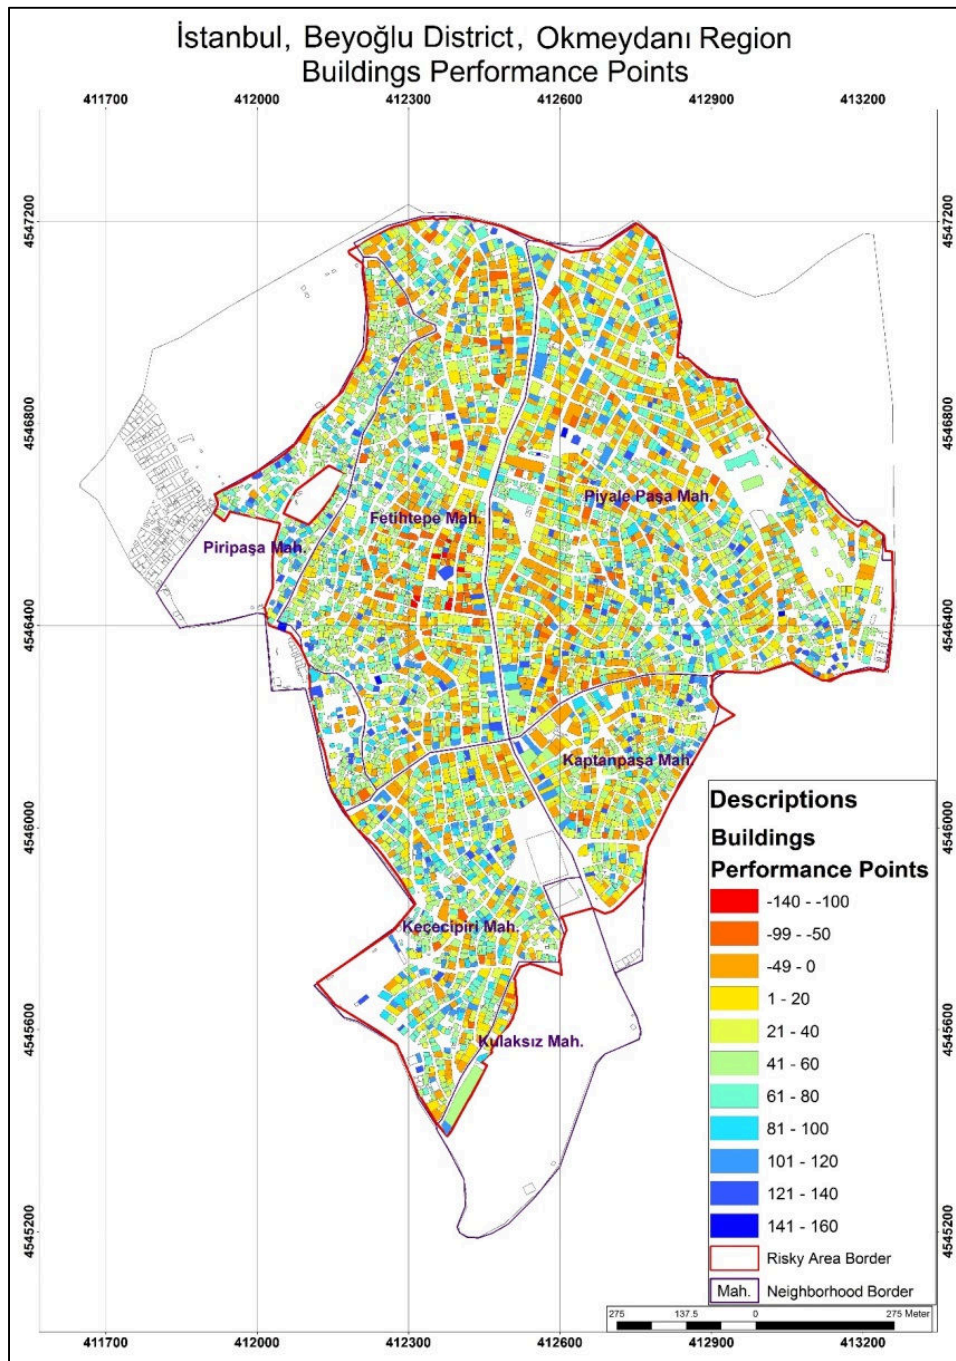 İstanbul, Beyoğlu District, Okmeydanı Region
Buildings Performance Points
411700 412000 412300 412600 412900 413200
4547200 4547200
4546800 4546800
Piyale Paşa Mah.
Fetihtepe Mah.
Piripaşa Mah.
4546400 4546400
Kaptanpaşa Mah.
4546000 4546000
Keçecipiri Mah.
4545600 4545600
Kulaksız Mah.
4545200 4545200
Descriptions
Buildings
Performance Points
-140 - -100
-99 - -50
-49 - 0
1 - 20
21 - 40
41 - 60
61 - 80
81 - 100
101 - 120
121 - 140
141 - 160
Risky Area Border
Mah. Neighborhood Border
275 137.5 0 275 Meter
411700 412000 412300 412600 412900 413200